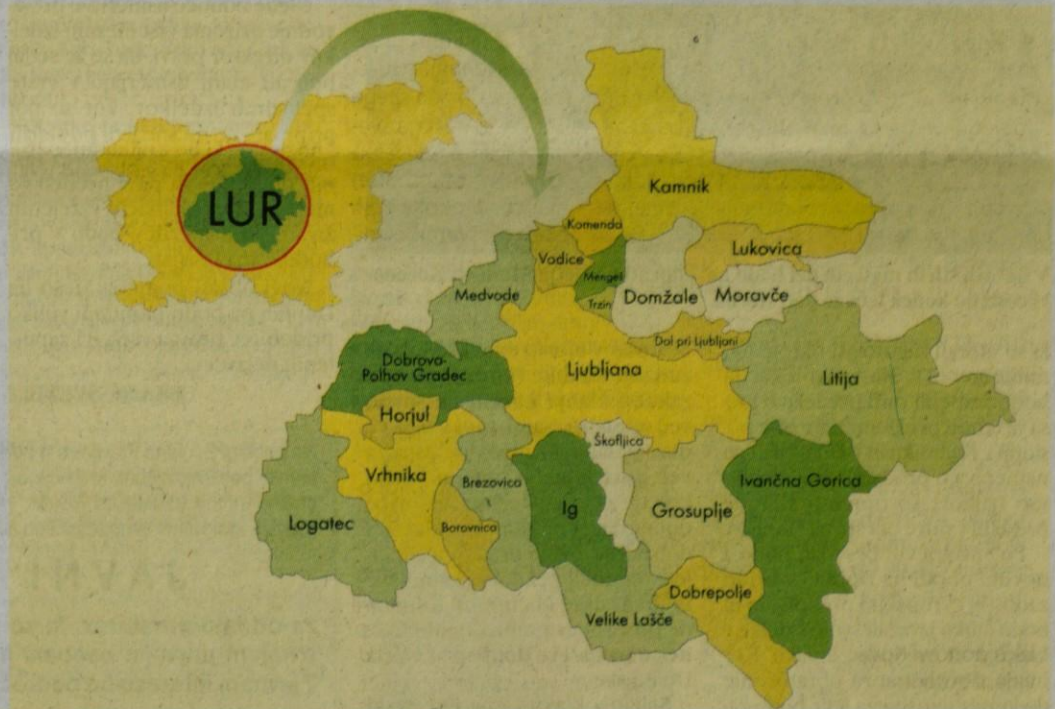 LUR
Kamnik
Komenda
Lukovica
Vodice
Mengeš
Medvode
Trzin
Domžale
Moravče
Dol pri Ljubljani
Dobrova-
Polhov Gradec
Ljubljana
Litija
Horjul
Škofljica
Vrhnika
Brezovica
Ivančna Gorica
Ig
Grosuplje
Logatec
Borovnica
Dobrepolje
Velike Lašče